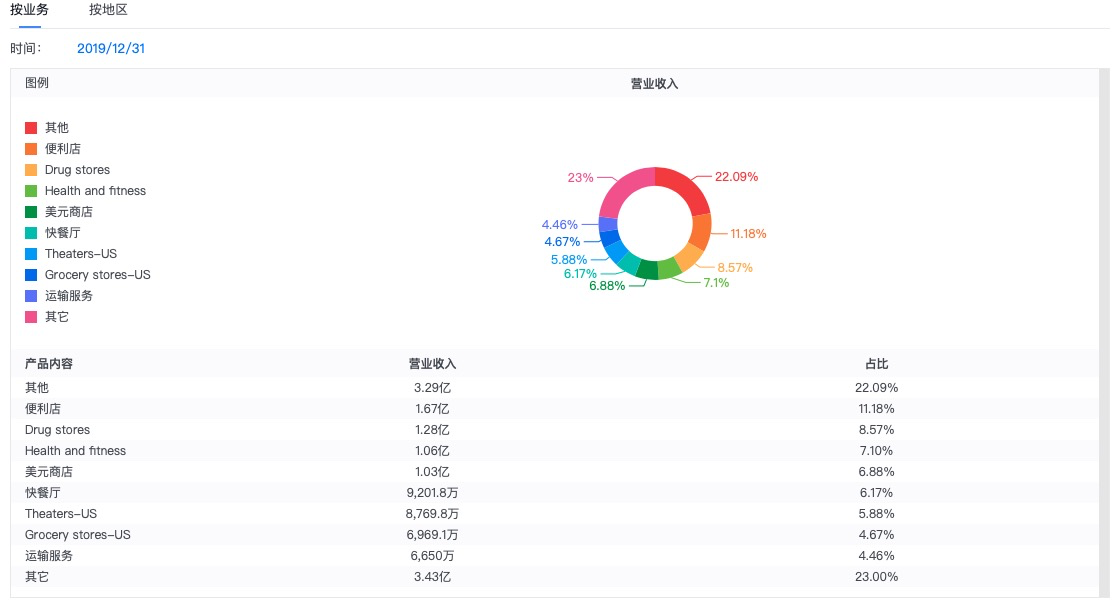 按业务 按地区
时间： 2019/12/31
图例 营业收入
其他
便利店
Drug stores
Health and fitness
美元商店
快餐厅
Theaters-US
Grocery stores-US
运输服务
其它
22.09%
11.18%
8.57%
7.1%
6.88%
6.17%
5.88%
4.67%
4.46%
23%
产品内容 营业收入 占比
其他 3.29亿 22.09%
便利店 1.67亿 11.18%
Drug stores 1.28亿 8.57%
Health and fitness 1.06亿 7.10%
美元商店 1.03亿 6.88%
快餐厅 9,201.8万 6.17%
Theaters-US 8,769.8万 5.88%
Grocery stores-US 6,969.1万 4.67%
运输服务 6,650万 4.46%
其它 3.43亿 23.00%